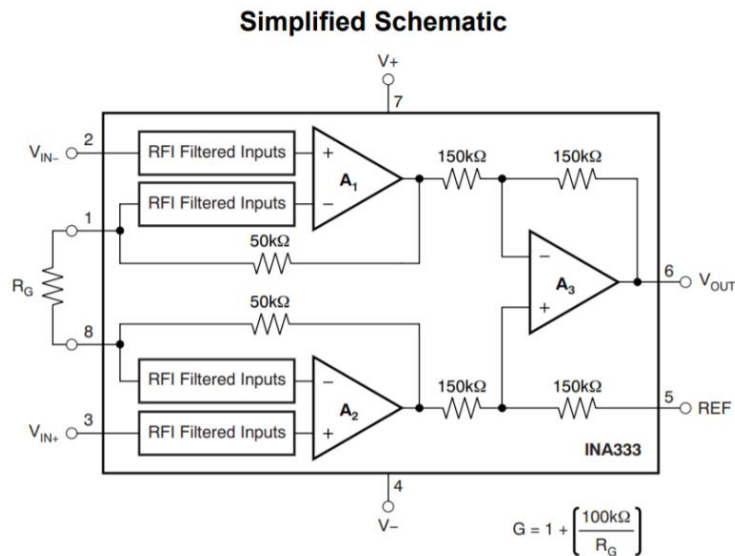 Simplified Schematic
V+
7
2
VIN−
RFI Filtered Inputs
+
A1
150kΩ
150kΩ
RFI Filtered Inputs
−
1
50kΩ
RG
−
A3
+
6
VOUT
50kΩ
8
RFI Filtered Inputs
−
A2
150kΩ
150kΩ
5
REF
3
VIN+
RFI Filtered Inputs
+
INA333
4
V−
G = 1 + [100kΩ / RG]